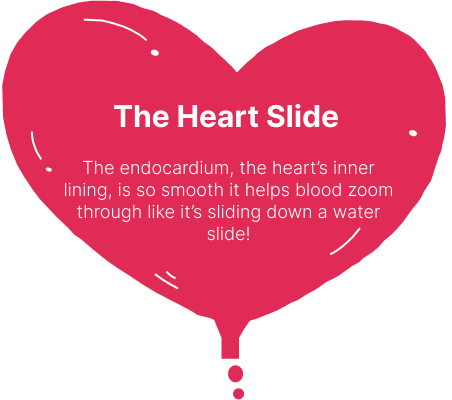 The Heart Slide
The endocardium, the heart’s inner
lining, is so smooth it helps blood zoom
through like it’s sliding down a water
slide!